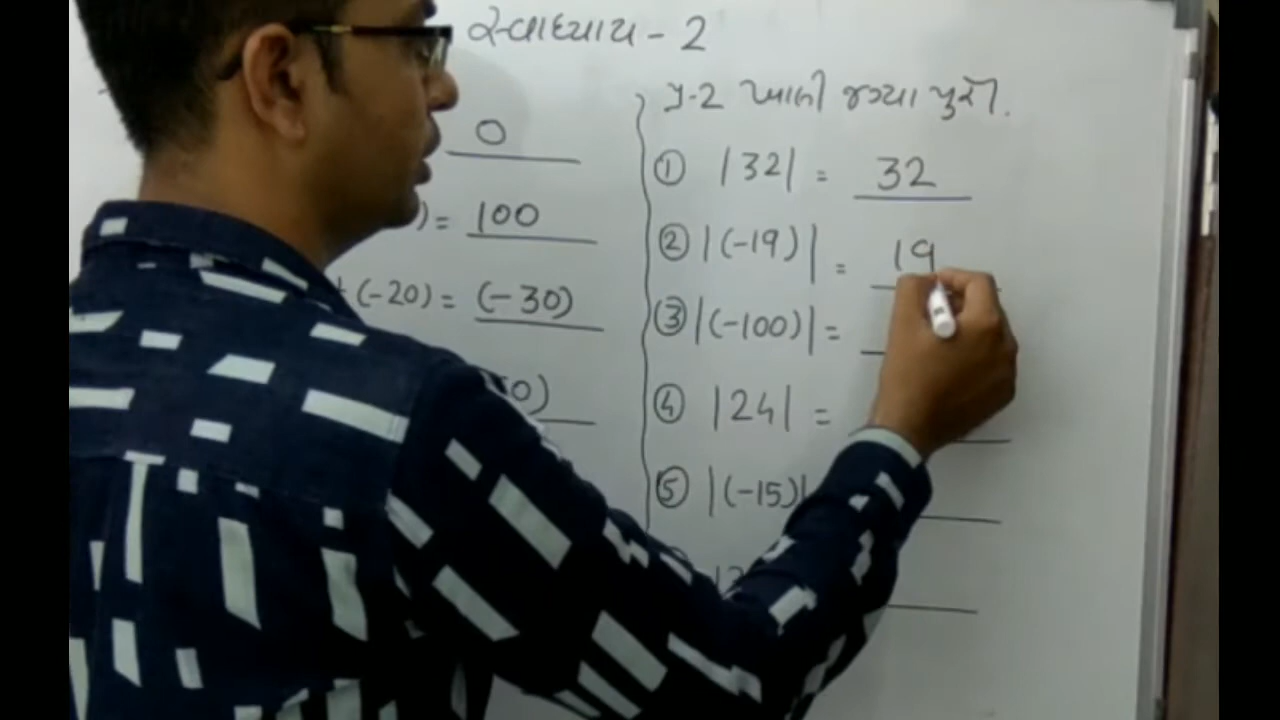 સ્વાધ્યાય - 2
0
) = 100
(-20) = (-30)
0)
પ્ર-2 ખાલી જગ્યા પુરો.
① |32| = 32
② |(-19)| = 19
③ |(-100)| =
④ |24| =
⑤ |(-15)|